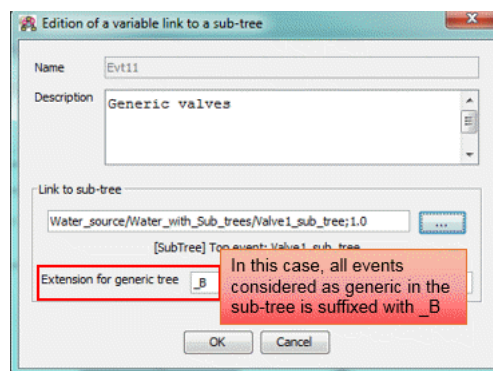 Edition of a variable link to a sub-tree
Name Evt11
Description Generic valves
Link to sub-tree
Water_source/Water_with_Sub_trees/Valve1_sub_tree;1.0 ...
[SubTree] Top event: Valve1_sub_tree
Extension for generic tree _B
In this case, all events
considered as generic in the
sub-tree is suffixed with _B
OK Cancel